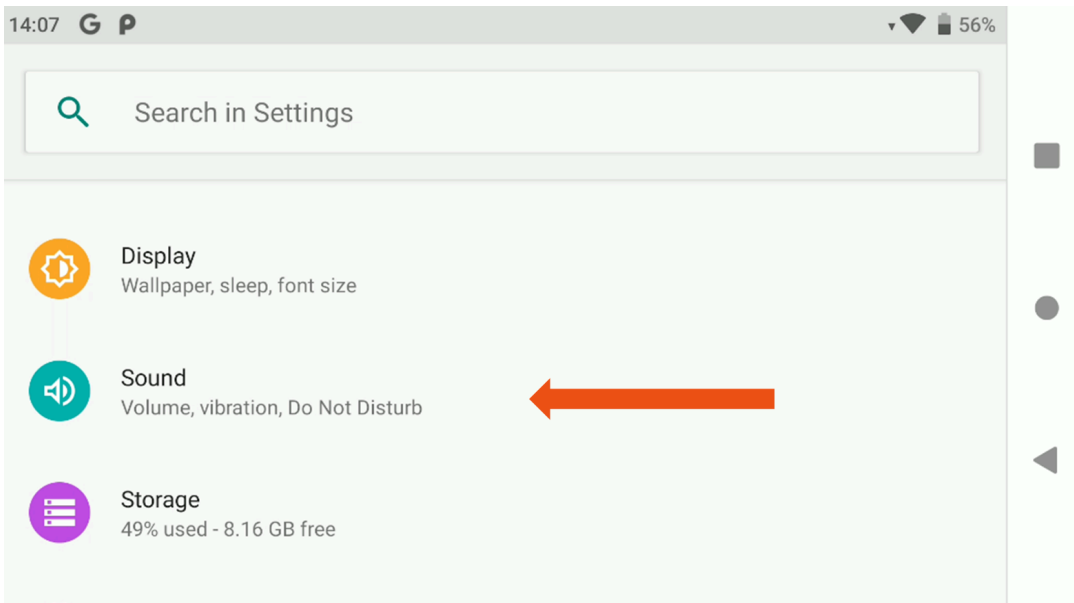 14:07 G P 56%
Search in Settings
Display
Wallpaper, sleep, font size
Sound
Volume, vibration, Do Not Disturb
Storage
49% used - 8.16 GB free